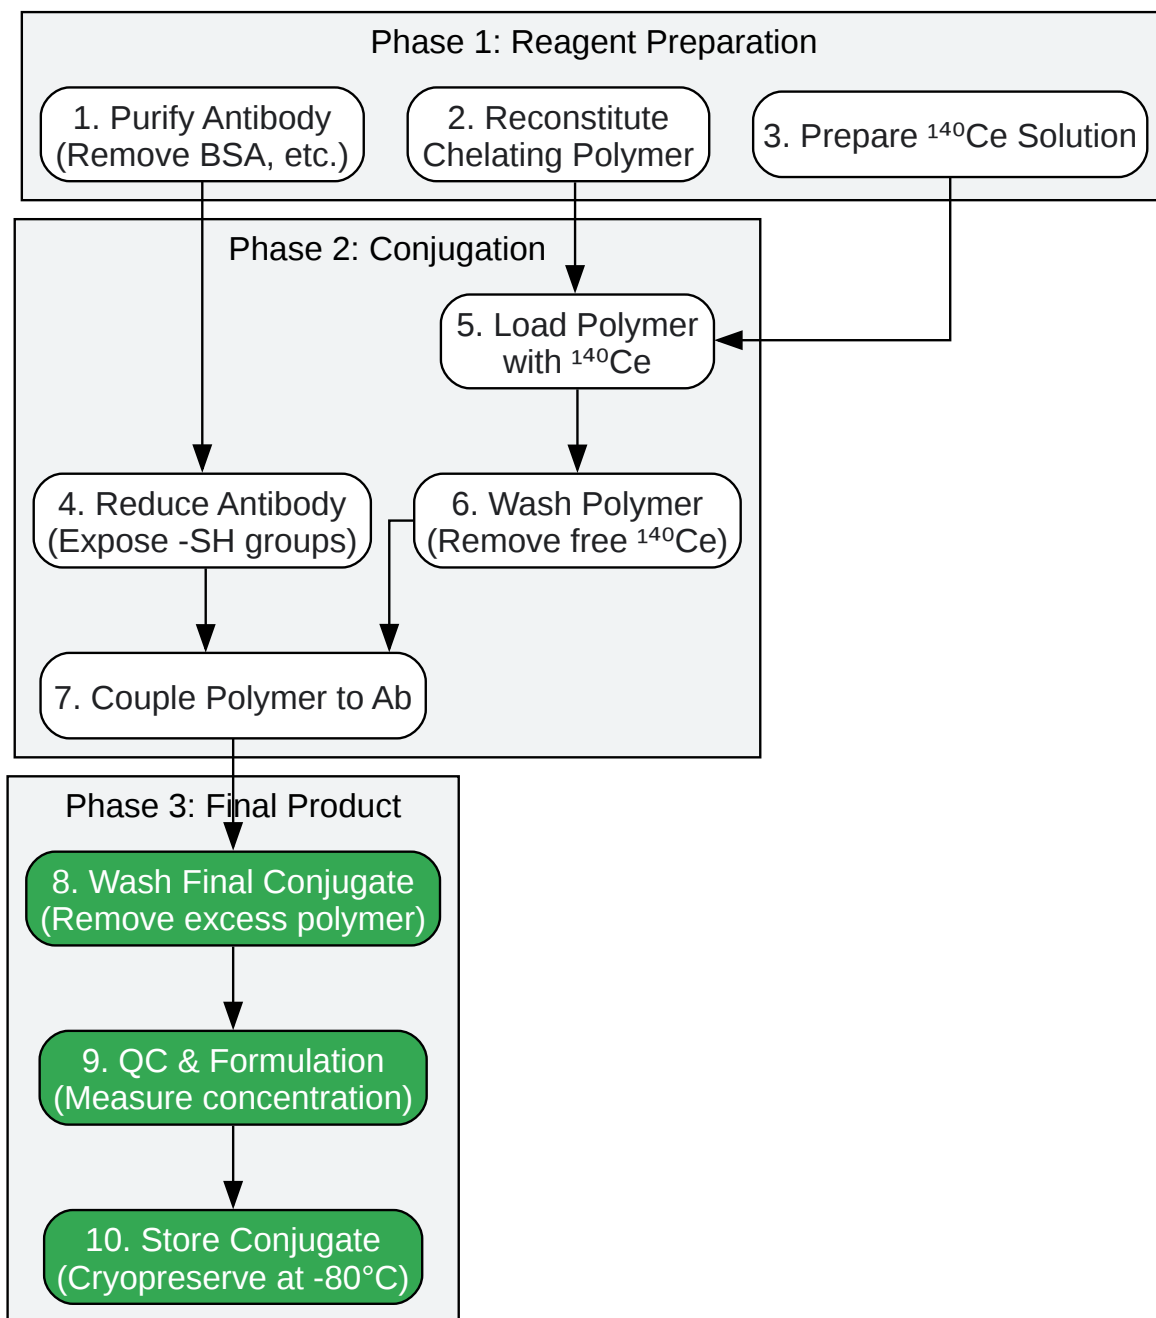 Phase 1: Reagent Preparation
1. Purify Antibody
(Remove BSA, etc.)
2. Reconstitute
Chelating Polymer
3. Prepare ¹⁴⁰Ce Solution
Phase 2: Conjugation
5. Load Polymer
with ¹⁴⁰Ce
4. Reduce Antibody
(Expose -SH groups)
6. Wash Polymer
(Remove free ¹⁴⁰Ce)
7. Couple Polymer to Ab
Phase 3: Final Product
8. Wash Final Conjugate
(Remove excess polymer)
9. QC & Formulation
(Measure concentration)
10. Store Conjugate
(Cryopreserve at -80°C)